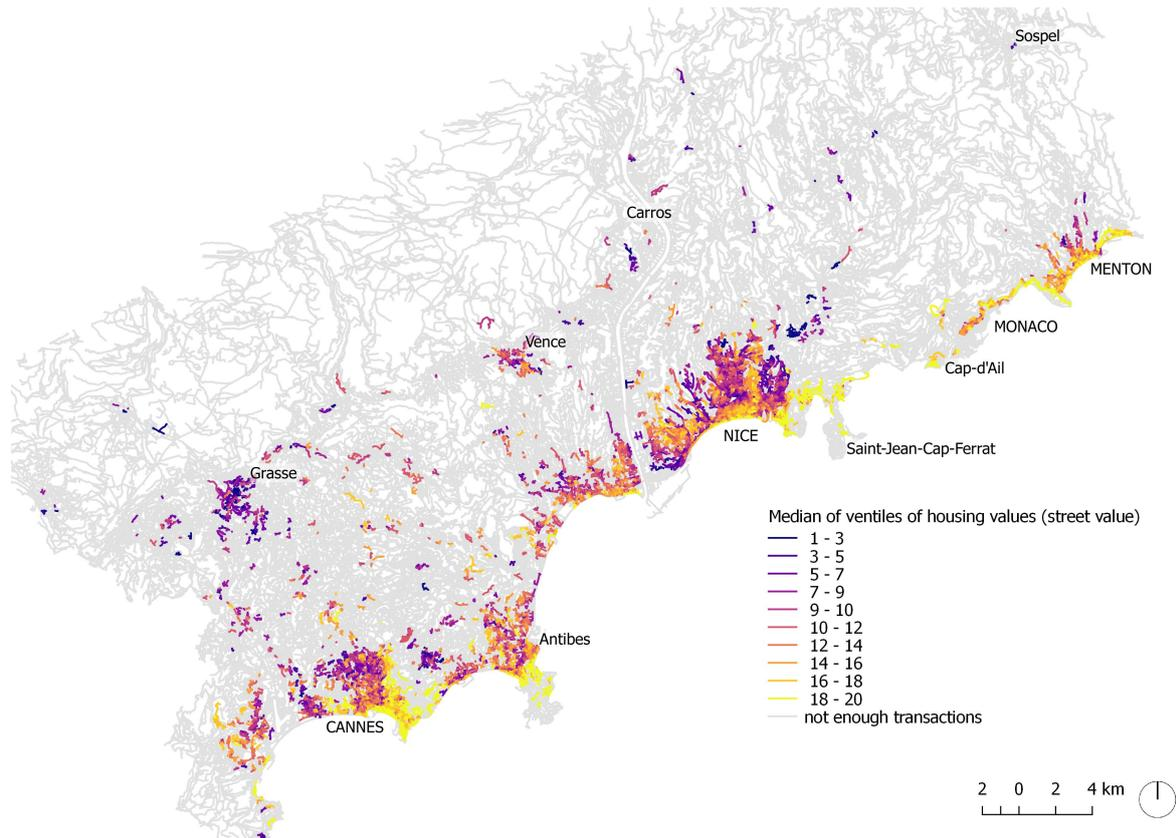 Sospel
Carros
MENTON
MONACO
Vence
Cap-d'Ail
NICE
Saint-Jean-Cap-Ferrat
Grasse
Median of ventiles of housing values (street value)
1 - 3
3 - 5
5 - 7
7 - 9
9 - 10
10 - 12
12 - 14
14 - 16
16 - 18
18 - 20
not enough transactions
Antibes
CANNES
2 0 2 4 km